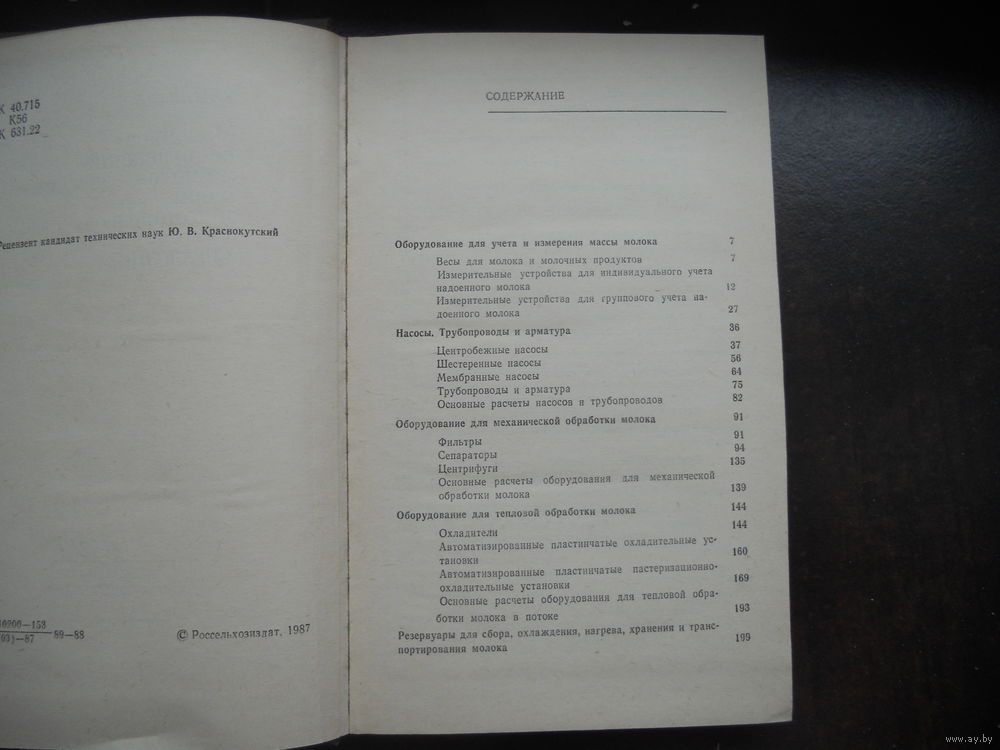 К 40.715
К56
К 631.22
Рецензент кандидат технических наук Ю. В. Краснокутский
10200—153
(03)—87
89—88
© Россельхозиздат, 1987
СОДЕРЖАНИЕ
Оборудование для учета и измерения массы молока 7
Весы для молока и молочных продуктов 7
Измерительные устройства для индивидуального учета
надоенного молока 12
Измерительные устройства для группового учета на-
доенного молока 27
Насосы. Трубопроводы и арматура 36
Центробежные насосы 37
Шестеренные насосы 56
Мембранные насосы 64
Трубопроводы и арматура 75
Основные расчеты насосов и трубопроводов 82
Оборудование для механической обработки молока 91
Фильтры 91
Сепараторы 94
Центрифуги 135
Основные расчеты оборудования для механической
обработки молока 139
Оборудование для тепловой обработки молока 144
Охладители 144
Автоматизированные пластинчатые охладительные ус-
тановки 160
Автоматизированные пластинчатые пастеризационно-
охладительные установки 169
Основные расчеты оборудования для тепловой обра-
ботки молока в потоке 193
Резервуары для сбора, охлаждения, нагрева, хранения и транс-
портирования молока 199
www.ay.by